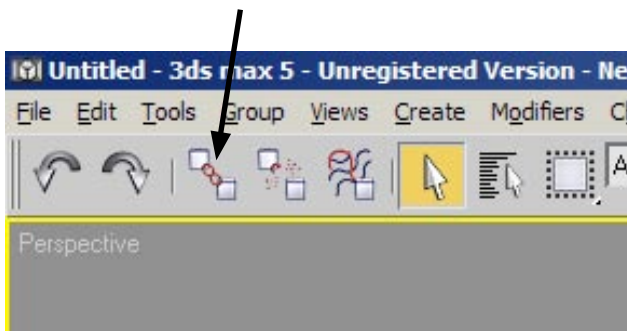 Untitled - 3ds max 5 - Unregistered Version - Ne
File Edit Tools Group Views Create Modifiers C
A
Perspective